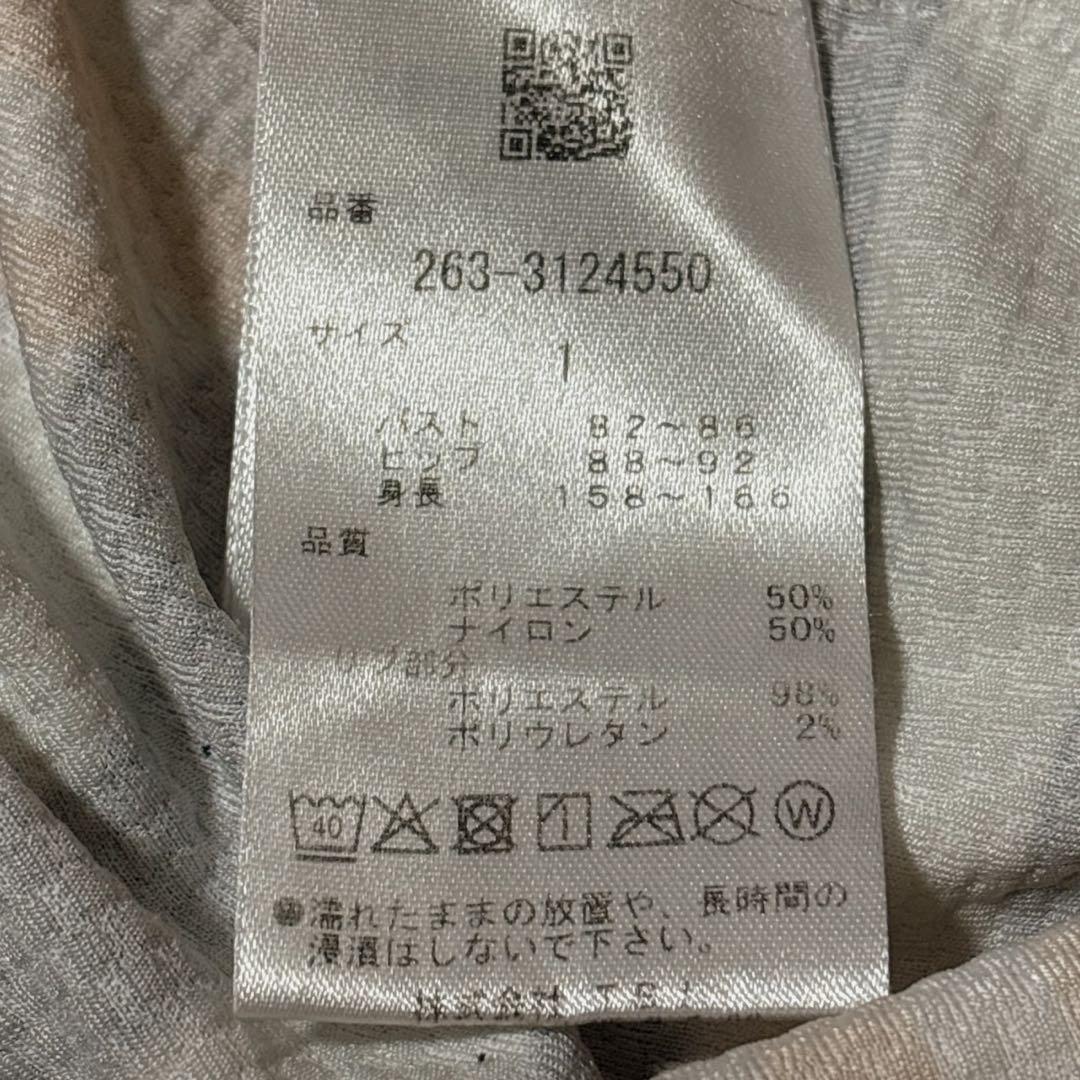 品番
263-3124550
サイズ
1
バスト 82～86
ヒップ 88～92
身長 158～166
品質
ポリエステル 50%
ナイロン 50%
リブ部分
ポリエステル 98%
ポリウレタン 2%
40 1 W
●濡れたままの放置や、長時間の
浸漬はしないで下さい。
株式会社